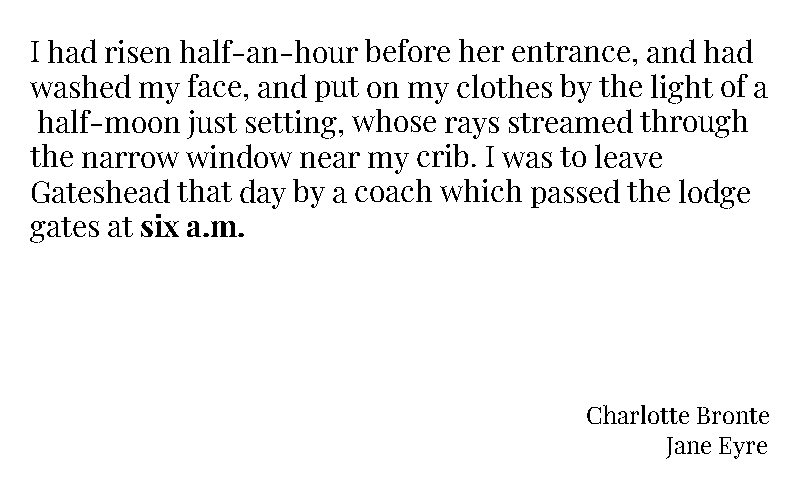 I had risen half-an-hour before her entrance, and had
washed my face, and put on my clothes by the light of a
half-moon just setting, whose rays streamed through
the narrow window near my crib. I was to leave
Gateshead that day by a coach which passed the lodge
gates at six a.m.
Charlotte Bronte
Jane Eyre